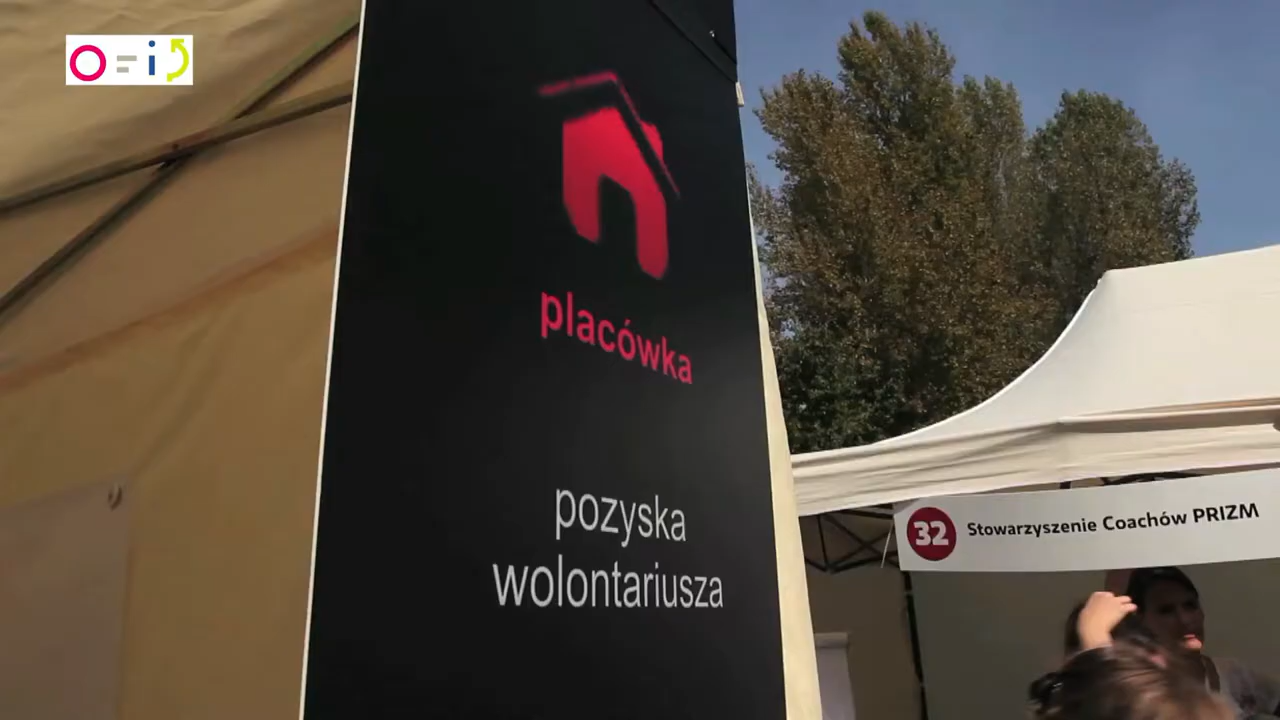 O=i
placówka
pozyska
wolontariusza
32 Stowarzyszenie Coachów PRIZM